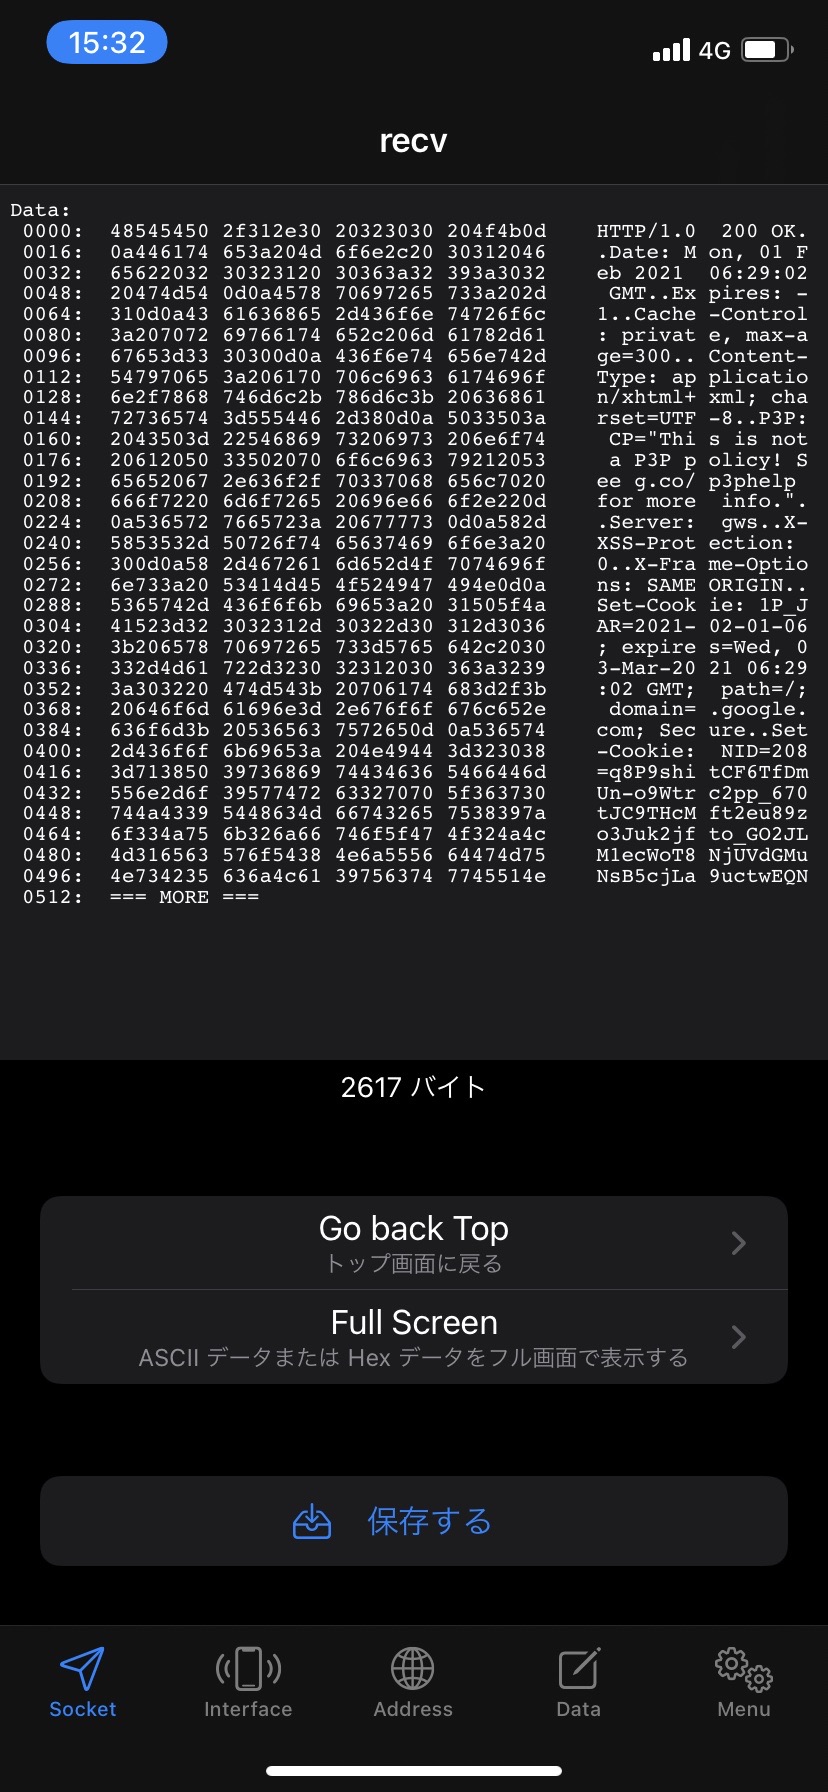 15:32 4G
recv
Data:
0000: 48545450 2f312e30 20323030 204f4b0d HTTP/1.0 200 OK.
0016: 0a446174 653a204d 6f6e2c20 30312046 .Date: M on, 01 F
0032: 65622032 30323120 30363a32 393a3032 eb 2021 06:29:02
0048: 20474d54 0d0a4578 70697265 733a202d GMT..Ex pires: -
0064: 310d0a43 61636865 2d436f6e 74726f6c 1..Cache -Control
0080: 3a207072 69766174 652c206d 61782d61 : privat e, max-a
0096: 67653d33 30300d0a 436f6e74 656e742d ge=300.. Content-
0112: 54797065 3a206170 706c6963 6174696f Type: ap plicatio
0128: 6e2f7868 746d6c2b 786d6c3b 20636861 n/xhtml+ xml; cha
0144: 72736574 3d555446 2d380d0a 5033503a rset=UTF -8..P3P:
0160: 2043503d 22546869 73206973 206e6f74 CP="Thi s is not
0176: 20612050 33502070 6f6c6963 79212053 a P3P p olicy! S
0192: 65652067 2e636f2f 70337068 656c7020 ee g.co/ p3phelp
0208: 666f7220 6d6f7265 20696e66 6f2e220d for more info.".
0224: 0a536572 7665723a 20677773 0d0a582d .Server: gws..X-
0240: 5853532d 50726f74 65637469 6f6e3a20 XSS-Prot ection:
0256: 300d0a58 2d467261 6d652d4f 7074696f 0..X-Fra me-Optio
0272: 6e733a20 53414d45 4f524947 494e0d0a ns: SAME ORIGIN..
0288: 5365742d 436f6f6b 69653a20 31505f4a Set-Cook ie: 1P_J
0304: 41523d32 3032312d 30322d30 312d3036 AR=2021- 02-01-06
0320: 3b206578 70697265 733d5765 642c2030 ; expire s=Wed, 0
0336: 332d4d61 722d3230 32312030 363a3239 3-Mar-20 21 06:29
0352: 3a303220 474d543b 20706174 683d2f3b :02 GMT; path=/;
0368: 20646f6d 61696e3d 2e676f6f 676c652e domain= .google.
0384: 636f6d3b 20536563 7572650d 0a536574 com; Sec ure..Set
0400: 2d436f6f 6b69653a 204e4944 3d323038 -Cookie: NID=208
0416: 3d713850 39736869 74434636 5466446d =q8P9shi tCF6TfDm
0432: 556e2d6f 39577472 63327070 5f363730 Un-o9Wtr c2pp_670
0448: 744a4339 5448634d 66743265 7538397a tJC9THcM ft2eu89z
0464: 6f334a75 6b326a66 746f5f47 4f324a4c o3Juk2jf to_GO2JL
0480: 4d316563 576f5438 4e6a5556 64474d75 M1ecWoT8 NjUVdGMu
0496: 4e734235 636a4c61 39756374 7745514e NsB5cjLa 9uctwEQN
0512: === MORE ===
2617 バイト
Go back Top
トップ画面に戻る
Full Screen
ASCII データまたは Hex データをフル画面で表示する
保存する
Socket Interface Address Data Menu